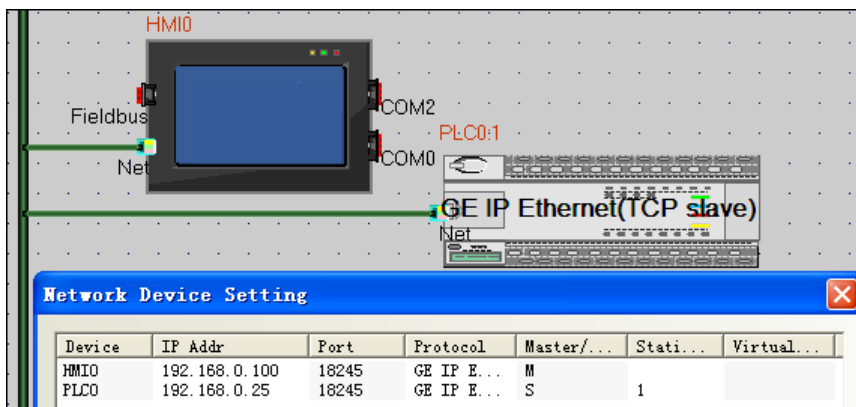 HMI0
Fieldbus
COM2
PLC0:1
Net
COM0
GE IP Ethernet(TCP slave)
Net
Network Device Setting
Device IP Addr Port Protocol Master/... Stati... Virtual...
HMI0 192.168.0.100 18245 GE IP E... M
PLC0 192.168.0.25 18245 GE IP E... S 1